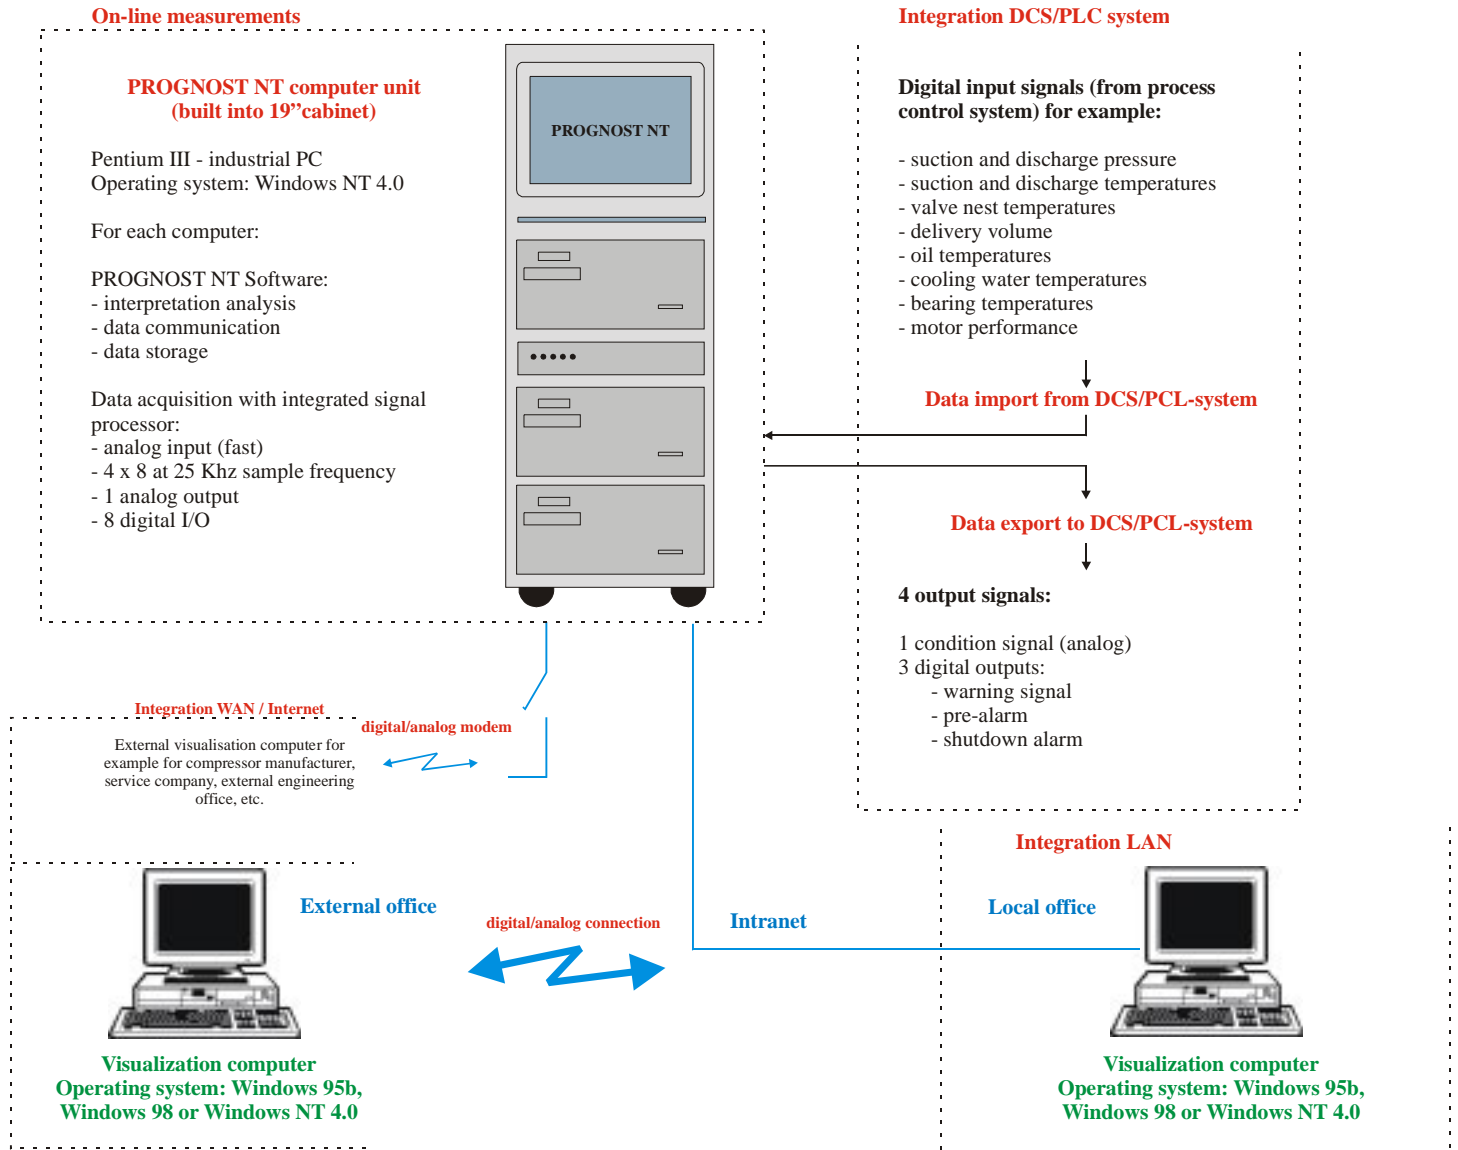 On-line measurements
PROGNOST NT computer unit
(built into 19”cabinet)
Pentium III - industrial PC
Operating system: Windows NT 4.0
For each computer:
PROGNOST NT Software:
- interpretation analysis
- data communication
- data storage
Data acquisition with integrated signal
processor:
- analog input (fast)
- 4 x 8 at 25 Khz sample frequency
- 1 analog output
- 8 digital I/O
PROGNOST NT
Integration DCS/PLC system
Digital input signals (from process
control system) for example:
- suction and discharge pressure
- suction and discharge temperatures
- valve nest temperatures
- delivery volume
- oil temperatures
- cooling water temperatures
- bearing temperatures
- motor performance
Data import from DCS/PCL-system
Data export to DCS/PCL-system
4 output signals:
1 condition signal (analog)
3 digital outputs:
- warning signal
- pre-alarm
- shutdown alarm
Integration WAN / Internet
External visualisation computer for
example for compressor manufacturer,
service company, external engineering
office, etc.
digital/analog modem
External office
digital/analog connection
Intranet
Visualization computer
Operating system: Windows 95b,
Windows 98 or Windows NT 4.0
Integration LAN
Local office
Visualization computer
Operating system: Windows 95b,
Windows 98 or Windows NT 4.0